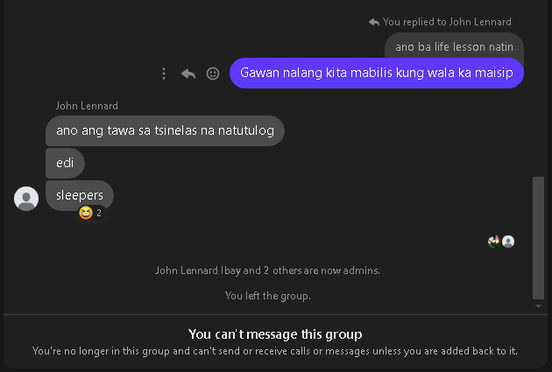 You replied to John Lennard
ano ba life lesson natin
Gawan nalang kita mabilis kung wala ka maisip
John Lennard
ano ang tawa sa tsinelas na natutulog
edi
sleepers
2
John Lennard Ibay and 2 others are now admins.
You left the group.
You can't message this group
You're no longer in this group and can't send or receive calls or messages unless you are added back to it.